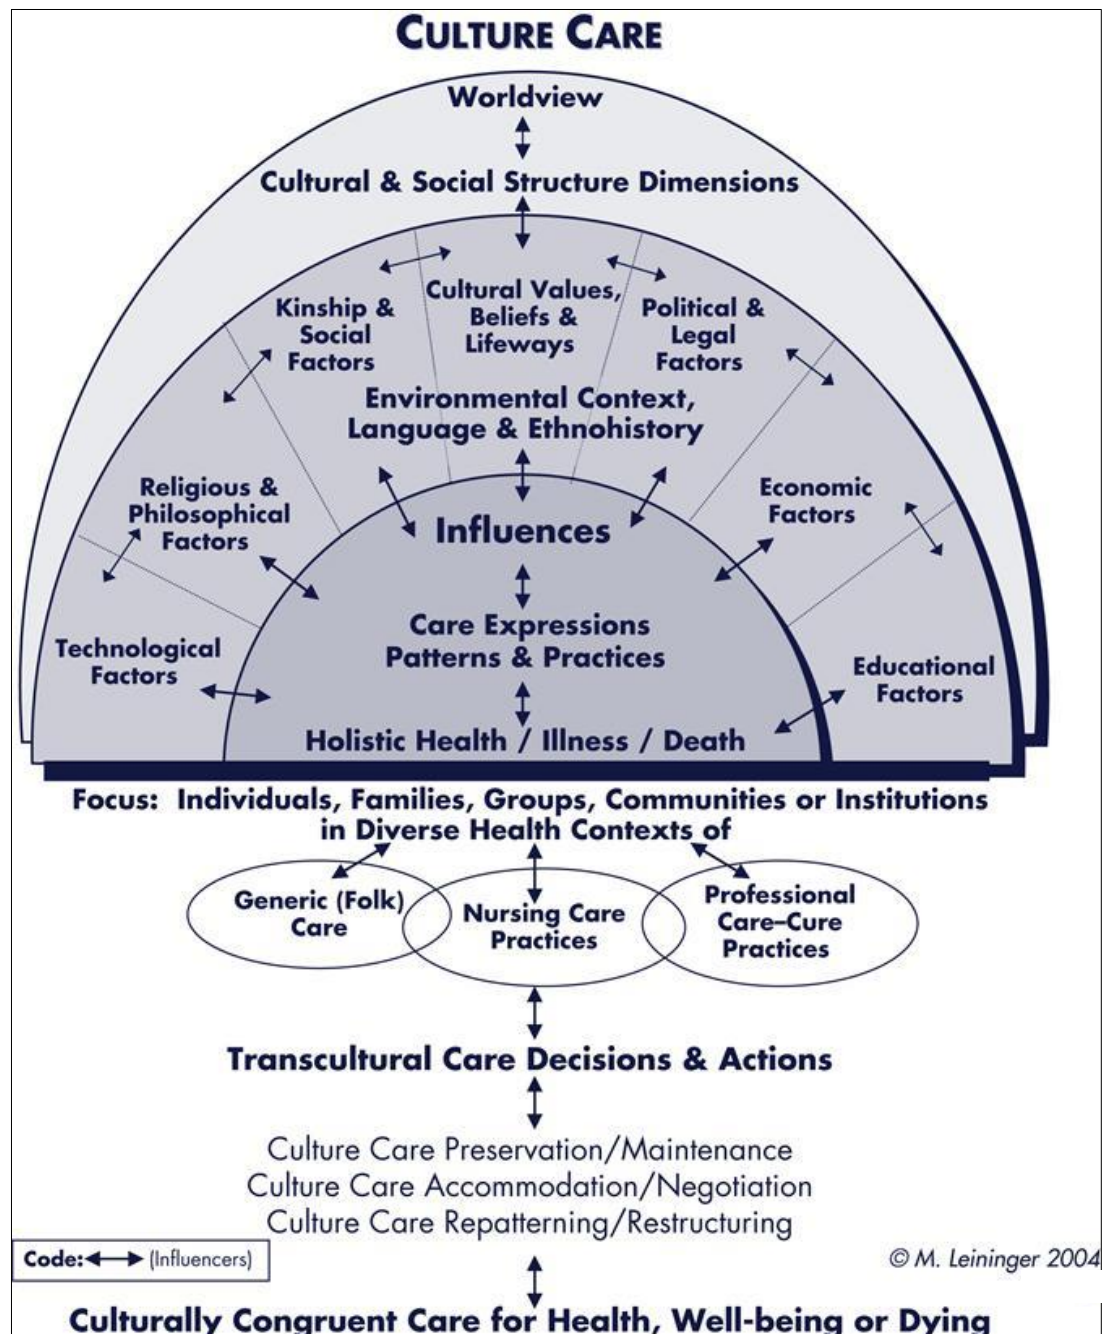 CULTURE CARE
Worldview
Cultural & Social Structure Dimensions
Kinship &
Social
Factors
Cultural Values,
Beliefs &
Lifeways
Political &
Legal
Factors
Environmental Context,
Language & Ethnohistory
Religious &
Philosophical
Factors
Economic
Factors
Influences
Care Expressions
Patterns & Practices
Technological
Factors
Educational
Factors
Holistic Health / Illness / Death
Focus: Individuals, Families, Groups, Communities or Institutions
in Diverse Health Contexts of
Generic (Folk)
Care
Nursing Care
Practices
Professional
Care–Cure
Practices
Transcultural Care Decisions & Actions
Culture Care Preservation/Maintenance
Culture Care Accommodation/Negotiation
Culture Care Repatterning/Restructuring
Code: (Influencers)
© M. Leininger 2004
Culturally Congruent Care for Health, Well-being or Dying